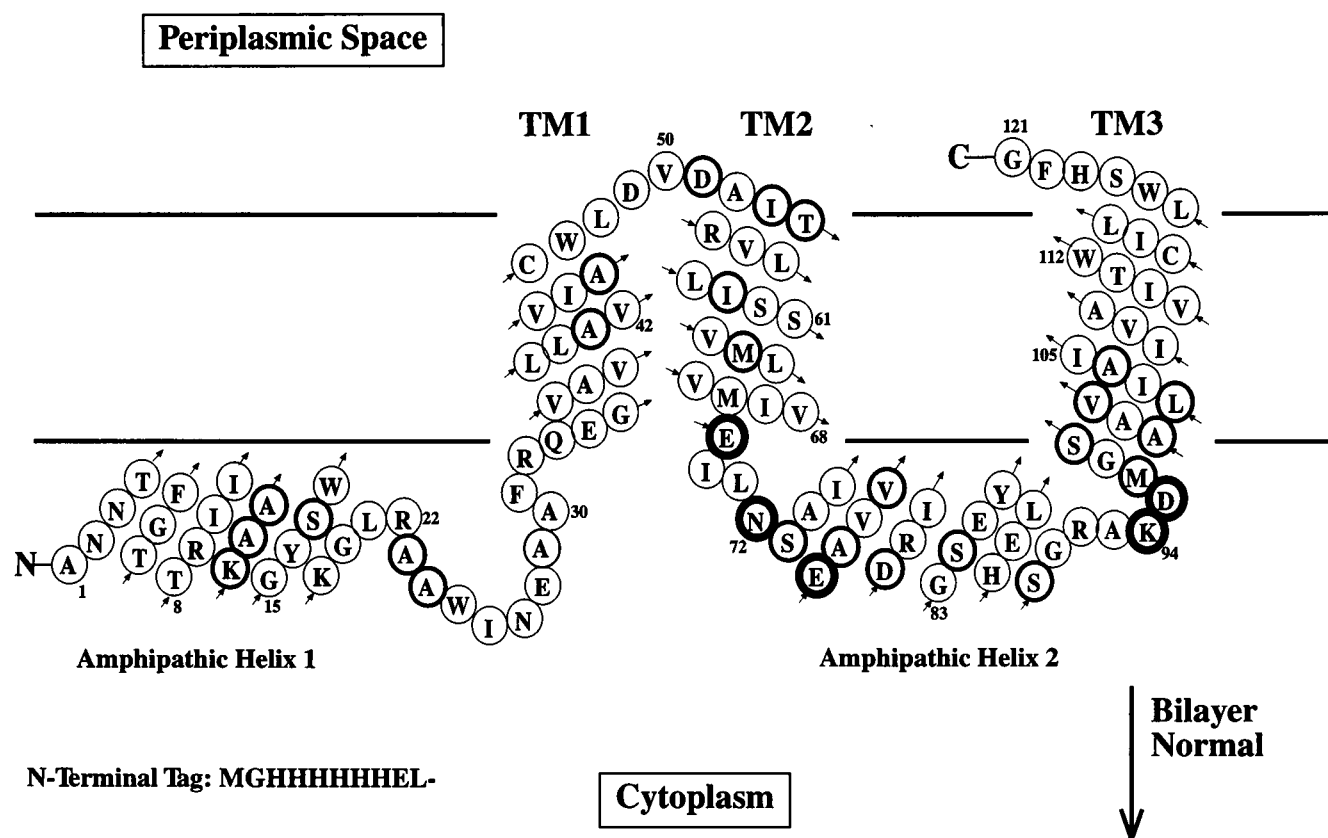 Periplasmic Space
TM1
TM2
TM3
50
121
C
N
A N N T
T G F
T R I I
K A A
G Y S W
K G L R A A W I N E A A F R Q E G
V A V
L L A V
V I A
C W L D V D A I T
R V L
L I S S
V M L
V M I V
E I L N S A I
E A V V
D R I
G S E Y
H E L
S G R A K D M G S
A A V
L I A I
I V A
V I T W
C I L
L W S H F G
1
8
15
22
30
42
61
68
72
83
94
105
112
Amphipathic Helix 1
Amphipathic Helix 2
Bilayer
Normal
N-Terminal Tag: MGHHHHHHEL-
Cytoplasm